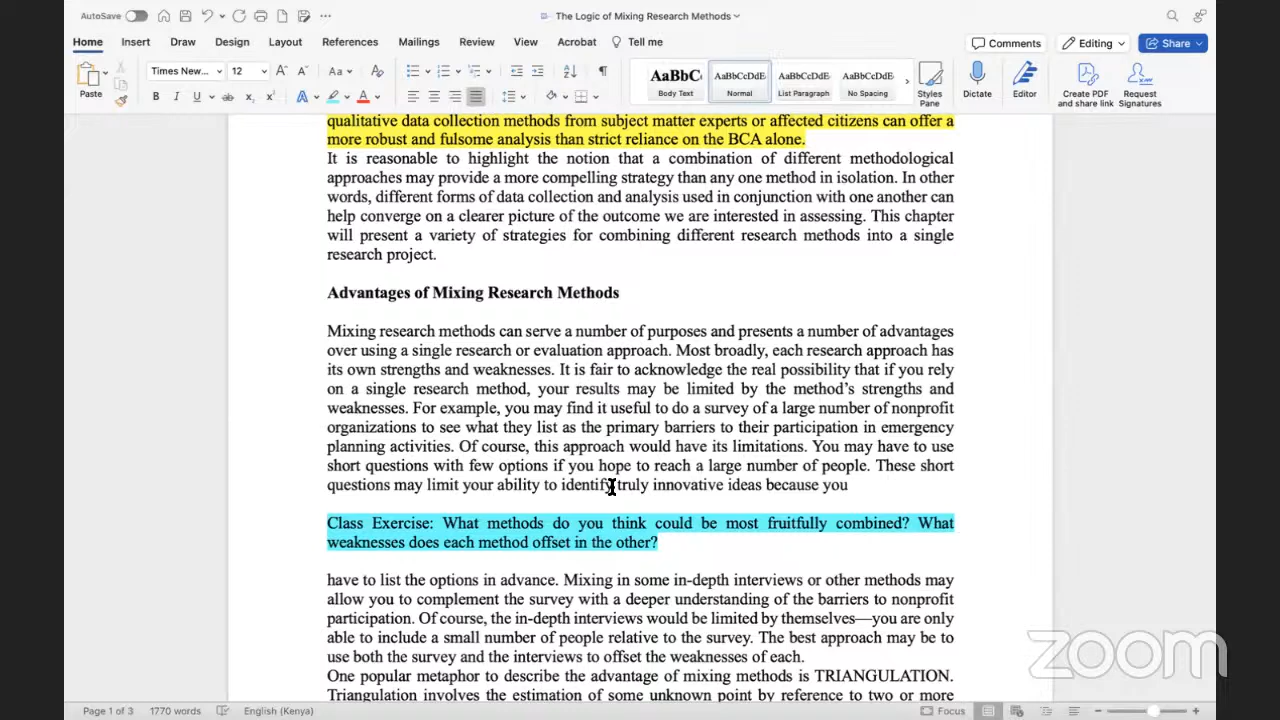 AutoSave
The Logic of Mixing Research Methods
Home Insert Draw Design Layout References Mailings Review View Acrobat Tell me
Comments Editing Share
Paste
Times New... 12
Aa
B I U ab x x A A
AaBbC AaBbCcDdE AaBbCcDdE AaBbCcDdE
Body Text Normal List Paragraph No Spacing
Styles Pane
Dictate
Editor
Create PDF and share link
Request Signatures
qualitative data collection methods from subject matter experts or affected citizens can offer a
more robust and fulsome analysis than strict reliance on the BCA alone.
It is reasonable to highlight the notion that a combination of different methodological
approaches may provide a more compelling strategy than any one method in isolation. In other
words, different forms of data collection and analysis used in conjunction with one another can
help converge on a clearer picture of the outcome we are interested in assessing. This chapter
will present a variety of strategies for combining different research methods into a single
research project.
Advantages of Mixing Research Methods
Mixing research methods can serve a number of purposes and presents a number of advantages
over using a single research or evaluation approach. Most broadly, each research approach has
its own strengths and weaknesses. It is fair to acknowledge the real possibility that if you rely
on a single research method, your results may be limited by the method’s strengths and
weaknesses. For example, you may find it useful to do a survey of a large number of nonprofit
organizations to see what they list as the primary barriers to their participation in emergency
planning activities. Of course, this approach would have its limitations. You may have to use
short questions with few options if you hope to reach a large number of people. These short
questions may limit your ability to identify truly innovative ideas because you
Class Exercise: What methods do you think could be most fruitfully combined? What
weaknesses does each method offset in the other?
have to list the options in advance. Mixing in some in-depth interviews or other methods may
allow you to complement the survey with a deeper understanding of the barriers to nonprofit
participation. Of course, the in-depth interviews would be limited by themselves—you are only
able to include a small number of people relative to the survey. The best approach may be to
use both the survey and the interviews to offset the weaknesses of each.
One popular metaphor to describe the advantage of mixing methods is TRIANGULATION.
Triangulation involves the estimation of some unknown point by reference to two or more
zoom
Page 1 of 3 1770 words English (Kenya) Focus